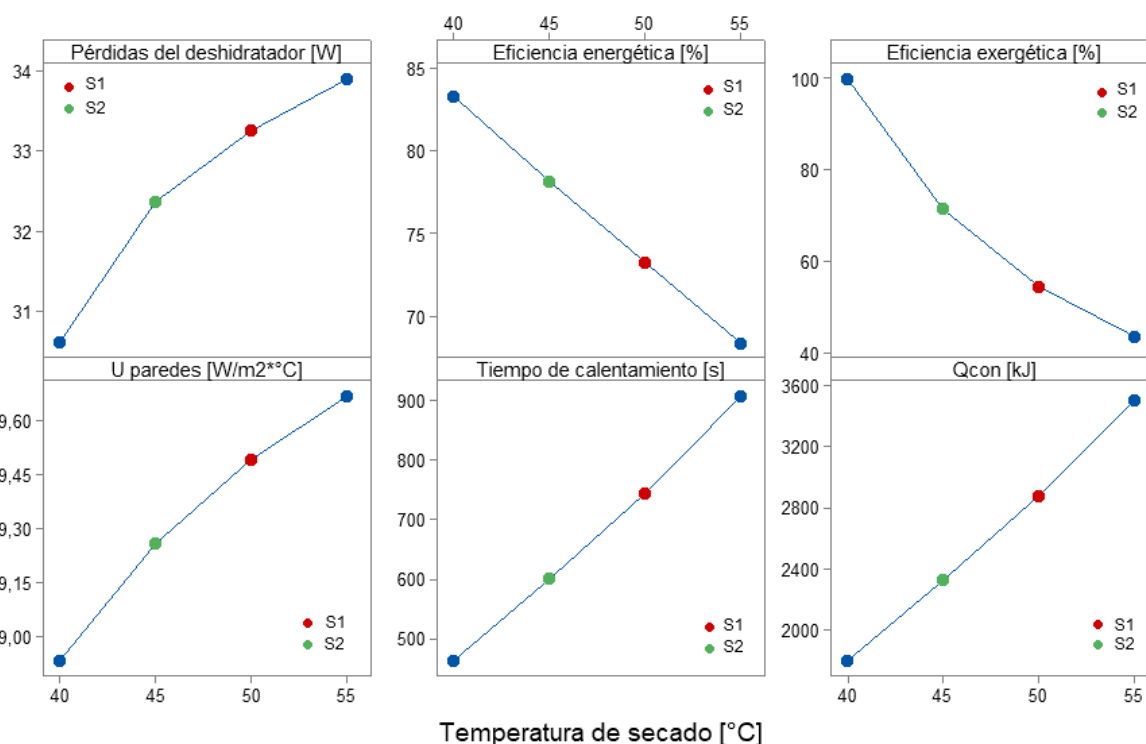 40 45 50 55
Pérdidas del deshidratador [W]
Eficiencia energética [%]
Eficiencia exergética [%]
34
33
32
31
S1
S2
85
80
75
70
S1
S2
100
80
60
40
S1
S2
U paredes [W/m2*°C]
Tiempo de calentamiento [s]
Qcon [kJ]
9,60
9,45
9,30
9,15
9,00
S1
S2
900
800
700
600
500
S1
S2
3600
3200
2800
2400
2000
S1
S2
40 45 50 55
40 45 50 55
Temperatura de secado [°C]